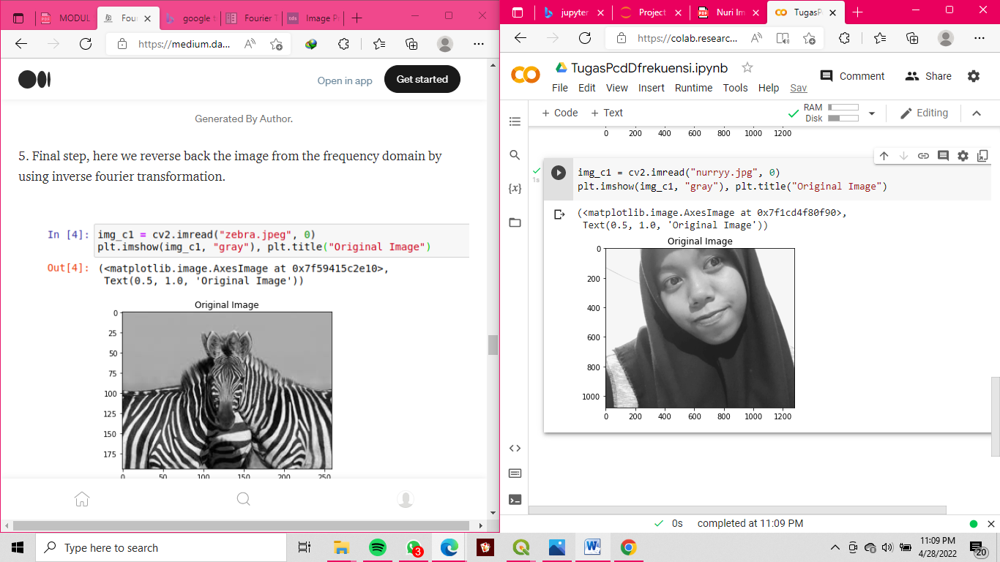 MODUL
Four
google t
Fourier T
tds
Image P
https://medium.da...
Open in app
Get started
Generated By Author.
5. Final step, here we reverse back the image from the frequency domain by
using inverse fourier transformation.
In [4]: img_c1 = cv2.imread("zebra.jpeg", 0)
plt.imshow(img_c1, "gray"), plt.title("Original Image")
Out[4]: (<matplotlib.image.AxesImage at 0x7f59415c2e10>,
Text(0.5, 1.0, 'Original Image'))
Original Image
0
25
50
75
100
125
150
175
0 50 100 150 200 250
jupyter
Project
Nuri Im
TugasP
https://colab.researc...
TugasPcdDfrekuensi.ipynb
Comment
Share
File Edit View Insert Runtime Tools Help Sav
+ Code + Text
RAM
Disk
Editing
0 200 400 600 800 1000 1200
1s
img_c1 = cv2.imread("nurryy.jpg", 0)
plt.imshow(img_c1, "gray"), plt.title("Original Image")
(<matplotlib.image.AxesImage at 0x7f1cd4f80f90>,
Text(0.5, 1.0, 'Original Image'))
Original Image
0
200
400
600
800
1000
0 200 400 600 800 1000 1200
{x}
<>
0s completed at 11:09 PM
Type here to search
3
11:09 PM
4/28/2022
20